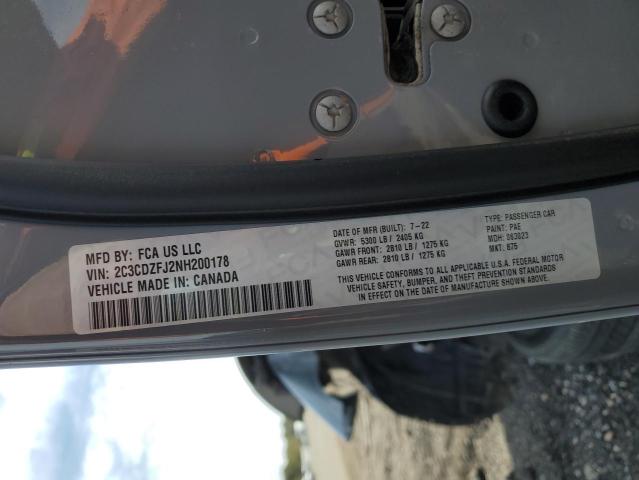 MFD BY: FCA US LLC
VIN: 2C3CDZFJ2NH200178
VEHICLE MADE IN: CANADA
DATE OF MFR (BUILT): 7-22
GVWR: 5300 LB / 2405 KG
GAWR FRONT: 2810 LB / 1275 KG
GAWR REAR: 2810 LB / 1275 KG
TYPE: PASSENGER CAR
PAINT: PAE
MDH: 063023
MKT: 875
THIS VEHICLE CONFORMS TO ALL APPLICABLE U.S.A. FEDERAL MOTOR
VEHICLE SAFETY, BUMPER, AND THEFT PREVENTION STANDARDS
IN EFFECT ON THE DATE OF MANUFACTURE SHOWN ABOVE.